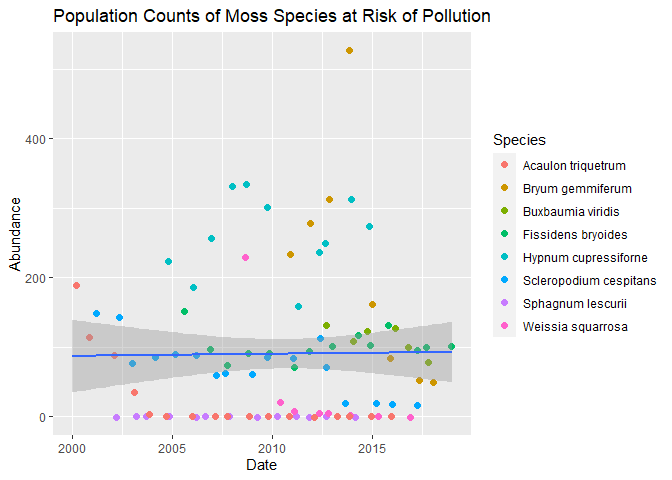 Population Counts of Moss Species at Risk of Pollution
Abundance
400
200
0
2000
2005
2010
2015
Date
Species
Acaulon triquetrum
Bryum gemmiferum
Buxbaumia viridis
Fissidens bryoides
Hypnum cupressiforne
Scleropodium cespitans
Sphagnum lescurii
Weissia squarrosa